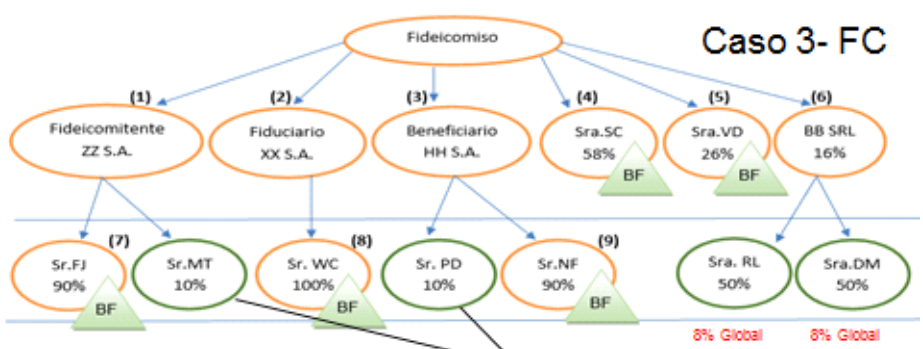 Fideicomiso
Caso 3- FC
(1)
(2)
(3)
(4)
(5)
(6)
Fideicomitente
ZZ S.A.
Fiduciario
XX S.A.
Beneficiario
HH S.A.
Sra.SC
58%
BF
Sra.VD
26%
BF
BB SRL
16%
(7)
(8)
(9)
Sr.FJ
90%
BF
Sr.MT
10%
Sr. WC
100%
BF
Sr. PD
10%
Sr.NF
90%
BF
Sra. RL
50%
Sra.DM
50%
8% Global
8% Global